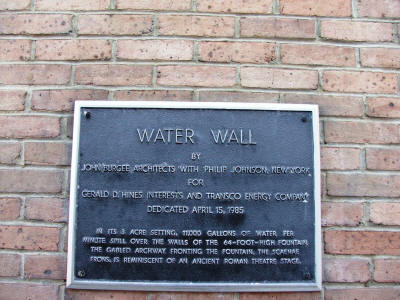 WATER WALL
BY
JOHN BURGEE ARCHITECTS WITH PHILIP JOHNSON, NEW YORK
FOR
GERALD D. HINES INTERESTS AND TRANSCO ENERGY COMPANY
DEDICATED APRIL 15, 1985
IN ITS 3 ACRE SETTING, 11,000 GALLONS OF WATER PER
MINUTE SPILL OVER THE WALLS OF THE 64-FOOT-HIGH FOUNTAIN.
THE GABLED ARCHWAY FRONTING THE FOUNTAIN, THE SCAENAE
FRONS, IS REMINISCENT OF AN ANCIENT ROMAN THEATRE STAGE.